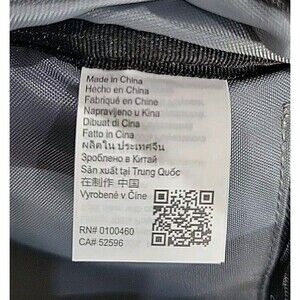 Made in China
Hecho en China
Fabriqué en China
Napravljeno u Kina
Dibuat di Cina
Fatto in Cina
ผลิตใน ประเทศจีน
Зроблено в Китай
Sản xuất tại Trung Quốc
在制作 中国
Vyrobené v Číne
RN# 0100460
CA# 52596